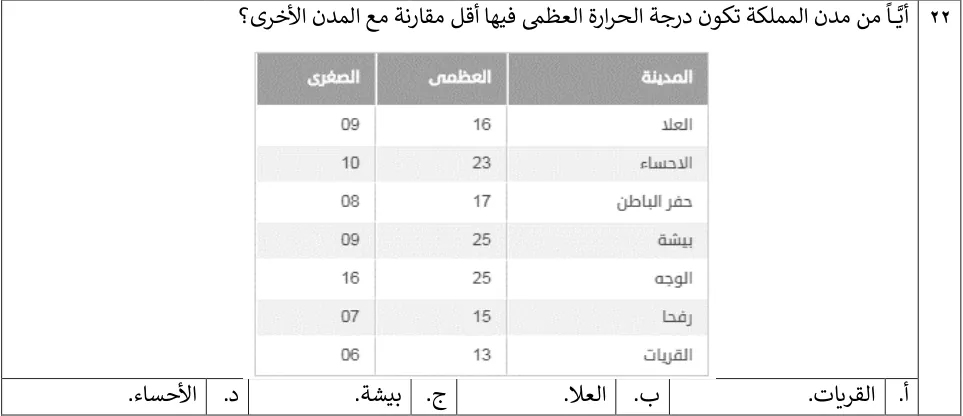 ٢٢ أيَّـاً من مدن المملكة تكون درجة الحرارة العظمى فيها أقل مقارنة مع المدن الأخرى؟
المدينة العظمى الصغرى
العلا 16 09
الاحساء 23 10
حفر الباطن 17 08
بيشة 25 09
الوجه 25 16
رفحا 15 07
القريات 13 06
أ. القريات. ب. العلا. ج. بيشة. د. الأحساء.